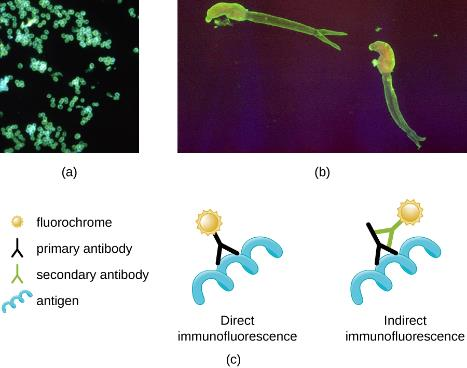 (a)
(b)
fluorochrome
primary antibody
secondary antibody
antigen
Direct
immunofluorescence
Indirect
immunofluorescence
(c)